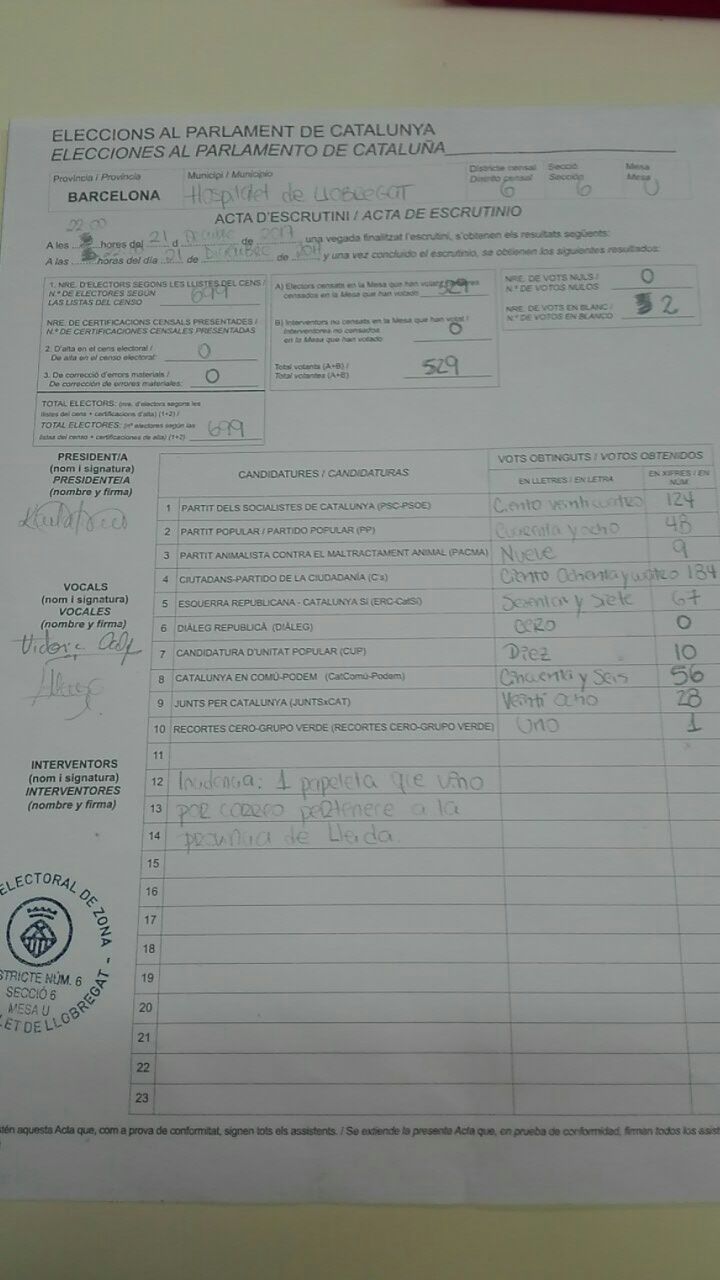 ELECCIONS AL PARLAMENT DE CATALUNYA
ELECCIONES AL PARLAMENTO DE CATALUÑA
Província / Provincia
BARCELONA
Municipi / Municipio
Hospitalet de LLOBREGAT
Districte censal
Distrito censal 6
Secció
Sección 6
Mesa
Mesa U
ACTA D'ESCRUTINI / ACTA DE ESCRUTINIO
22:00
A les hores del 21 d de 2017 una vegada finalitzat l'escrutini, s'obtenen els resultats següents:
A las horas del día 21 de DICIEMBRE de 2017 y una vez concluido el escrutinio, se obtienen los siguientes resultados:
1. NRE. D'ELECTORS SEGONS LES LLISTES DEL CENS /
N.º DE ELECTORES SEGÚN
LAS LISTAS DEL CENSO
699
NRE. DE CERTIFICACIONS CENSALS PRESENTADES /
N.º DE CERTIFICACIONES CENSALES PRESENTADAS
2. D'alta en el cens electoral /
De alta en el censo electoral: 0
3. De correcció d'errors materials /
De corrección de errores materiales: 0
TOTAL ELECTORS: (nre. d'electors segons les
llistes del cens + certificacions d'alta) (1+2) /
TOTAL ELECTORES: (nº electores según las
listas del censo + certificaciones de alta) (1+2) 699
A) Electors censats en la Mesa que han votat
censados en la Mesa que han votado 529
B) Interventors no censats en la Mesa que han votat /
Interventores no censados
en la Mesa que han votado 0
Total votants (A+B) /
Total votantes (A+B) 529
NRE. DE VOTS NULS /
N.º DE VOTOS NULOS 0
NRE. DE VOTS EN BLANC /
N.º DE VOTOS EN BLANCO 2
PRESIDENT/A
(nom i signatura)
PRESIDENTE/A
(nombre y firma)
VOCALS
(nom i signatura)
VOCALES
(nombre y firma)
INTERVENTORS
(nom i signatura)
INTERVENTORES
(nombre y firma)
CANDIDATURES / CANDIDATURAS
VOTS OBTINGUTS / VOTOS OBTENIDOS
EN LLETRES / EN LETRA
EN XIFRES / EN NÚM.
1 PARTIT DELS SOCIALISTES DE CATALUNYA (PSC-PSOE) Ciento veinticuatro 124
2 PARTIT POPULAR / PARTIDO POPULAR (PP) Cuarenta y ocho 48
3 PARTIT ANIMALISTA CONTRA EL MALTRACTAMENT ANIMAL (PACMA) Nueve 9
4 CIUTADANS-PARTIDO DE LA CIUDADANÍA (C's) Ciento Ochenta y cuatro 184
5 ESQUERRA REPUBLICANA - CATALUNYA SÍ (ERC-CatSí) Sesenta y Siete 67
6 DIÀLEG REPUBLICÀ (DIÀLEG) CERO 0
7 CANDIDATURA D'UNITAT POPULAR (CUP) Diez 10
8 CATALUNYA EN COMÚ-PODEM (CatComú-Podem) Cincuenta y Seis 56
9 JUNTS PER CATALUNYA (JUNTSxCAT) Veinti ocho 28
10 RECORTES CERO-GRUPO VERDE (RECORTES CERO-GRUPO VERDE) Uno 1
11
12 Incidencia: 1 papeleta que vino
13 por correo pertenece a la
14 provincia de Lleida.
15
16
17
18
19
20
21
22
23
ELECTORAL DE ZONA -
STRICTE NÚM. 6
SECCIÓ 6
MESA U
LET DE LLOBREGAT -
tén aquesta Acta que, com a prova de conformitat, signen tots els assistents. / Se extiende la presente Acta que, en prueba de conformidad, firman todos los asist